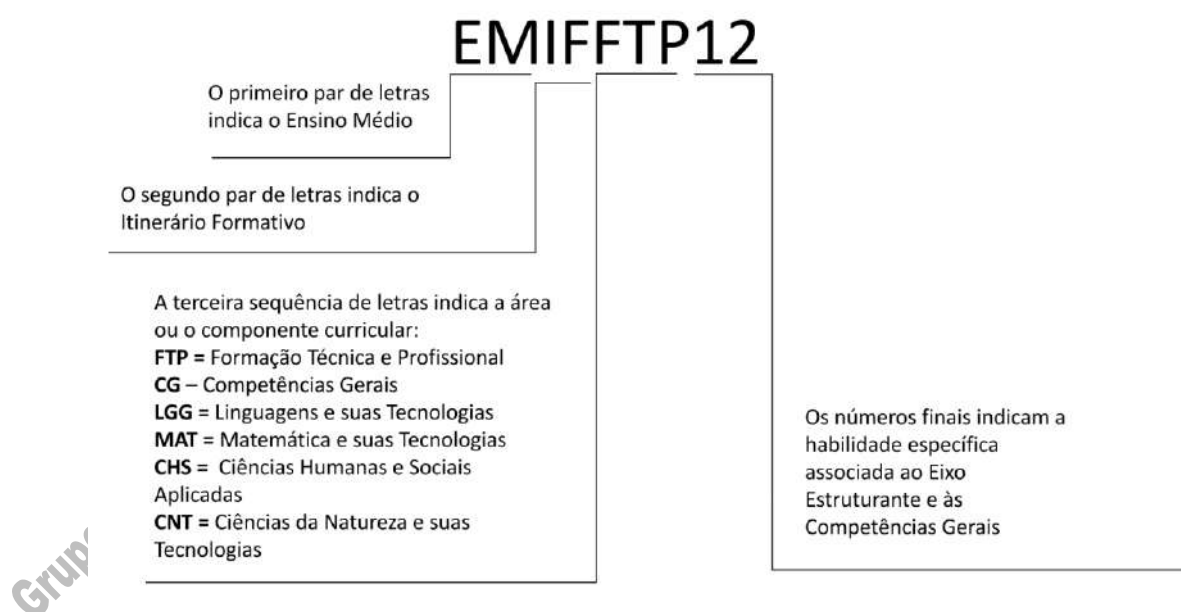 EMIFFTP12
O primeiro par de letras
indica o Ensino Médio
O segundo par de letras indica o
Itinerário Formativo
A terceira sequência de letras indica a área
ou o componente curricular:
FTP = Formação Técnica e Profissional
CG – Competências Gerais
LGG = Linguagens e suas Tecnologias
MAT = Matemática e suas Tecnologias
CHS = Ciências Humanas e Sociais
Aplicadas
CNT = Ciências da Natureza e suas
Tecnologias
Os números finais indicam a
habilidade específica
associada ao Eixo
Estruturante e às
Competências Gerais